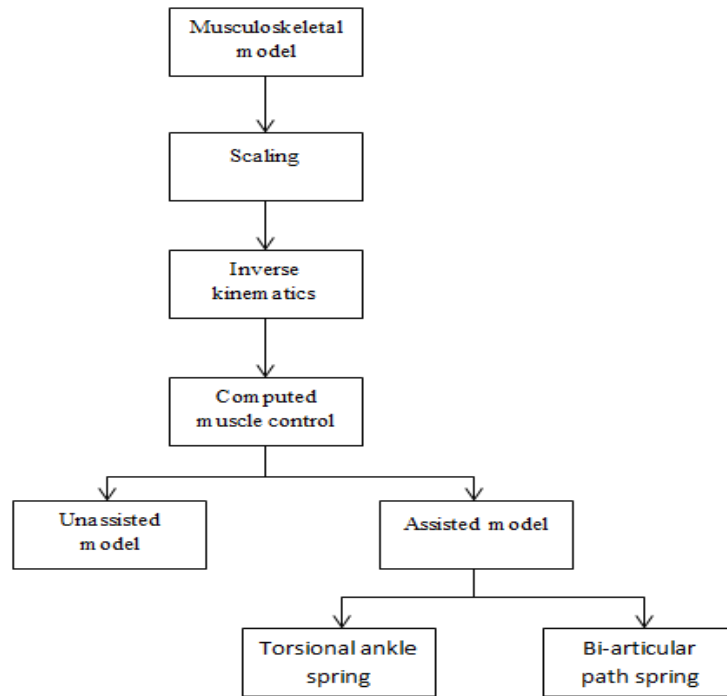 Musculoskeletal
model
Scaling
Inverse
kinematics
Computed
muscle control
Unassisted
model
Assisted model
Torsional ankle
spring
Bi-articular
path spring